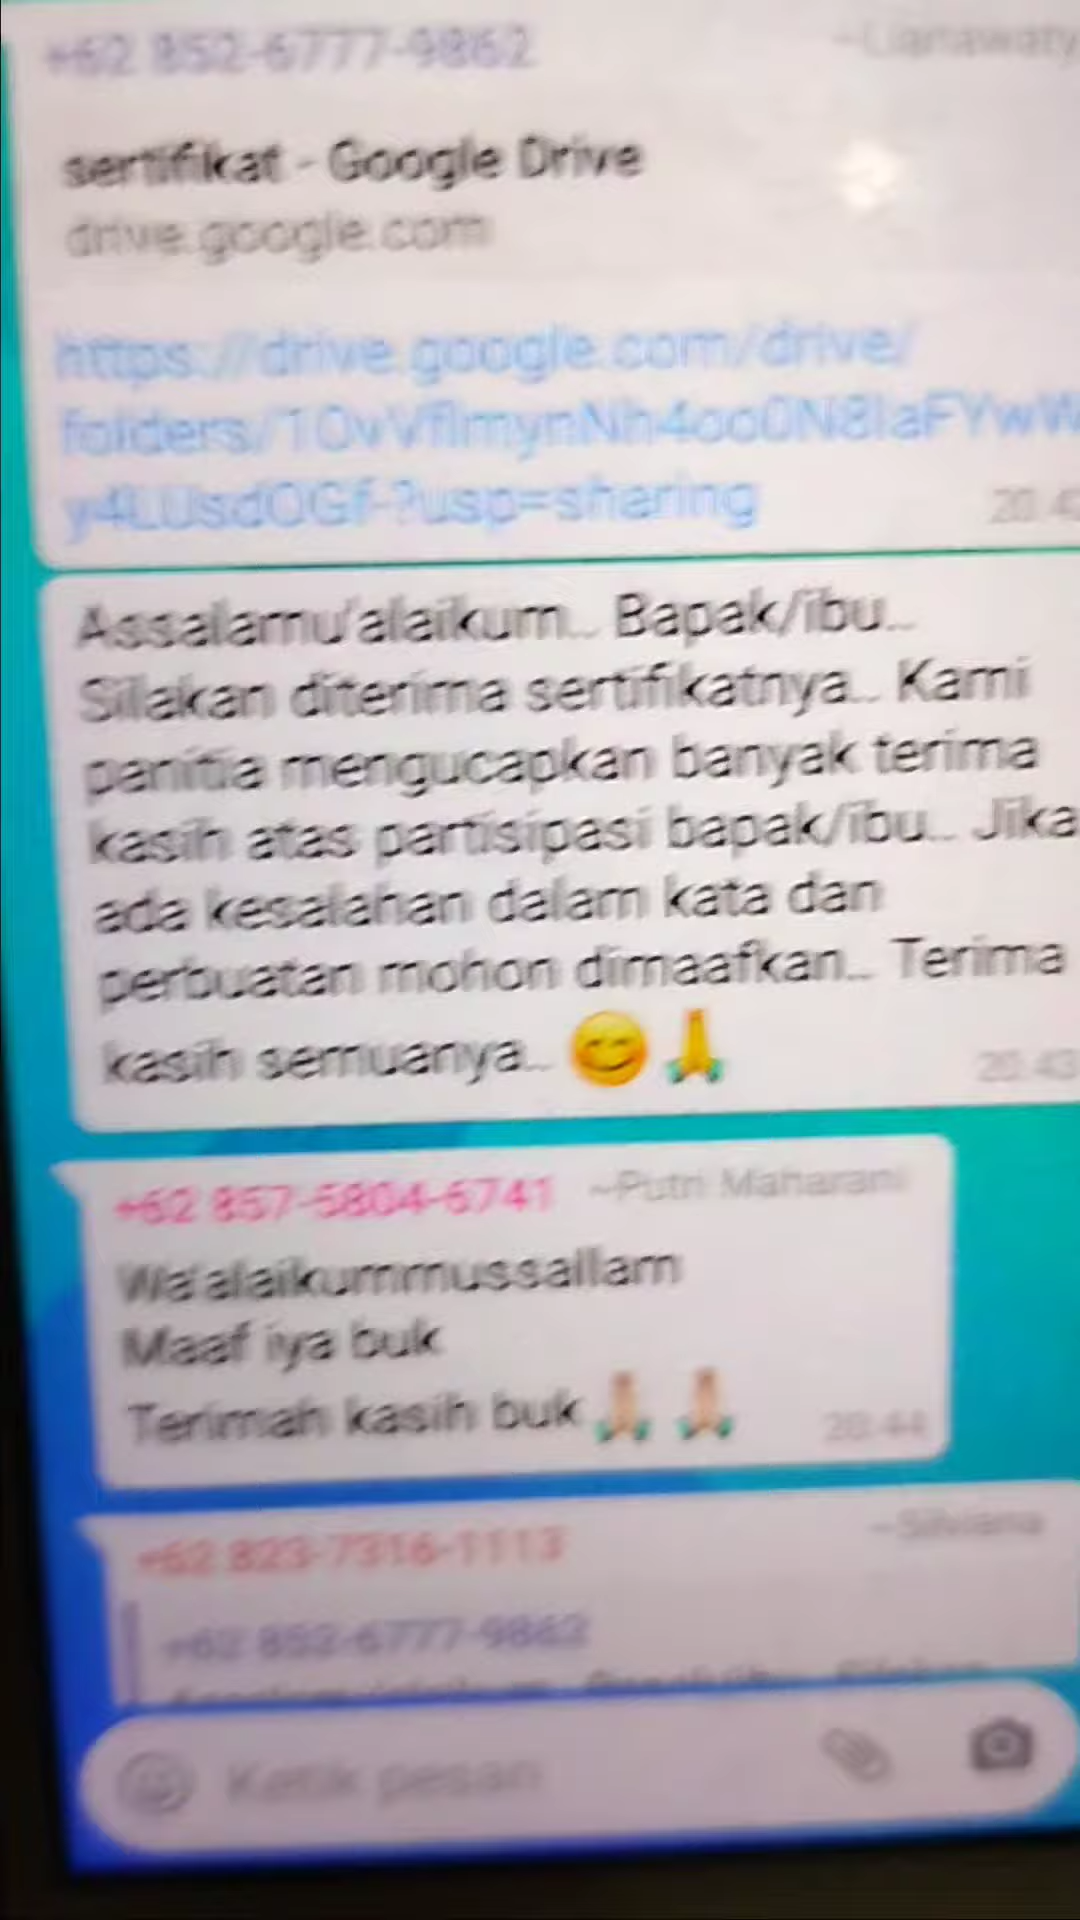 +62 852-6777-9862 ~Lianawaty
sertifikat - Google Drive
drive.google.com
https://drive.google.com/drive/
folders/
?usp=sharing
Assalamu'alaikum.. Bapak/ibu..
Silakan diterima sertifikatnya.. Kami
panitia mengucapkan banyak terima
kasih atas partisipasi bapak/ibu.. Jika
ada kesalahan dalam kata dan
perbuatan mohon dimaafkan.. Terima
kasih semuanya.. 😊🙏
20.43
+62 857-5804-6741 ~Putri Maharani
Wa'alaikummussallam
Maaf iya buk
Terimah kasih buk🙏🏻🙏🏻
20.44
+62 823-7316-1113
+62 852-6777-9862
Ketik pesan